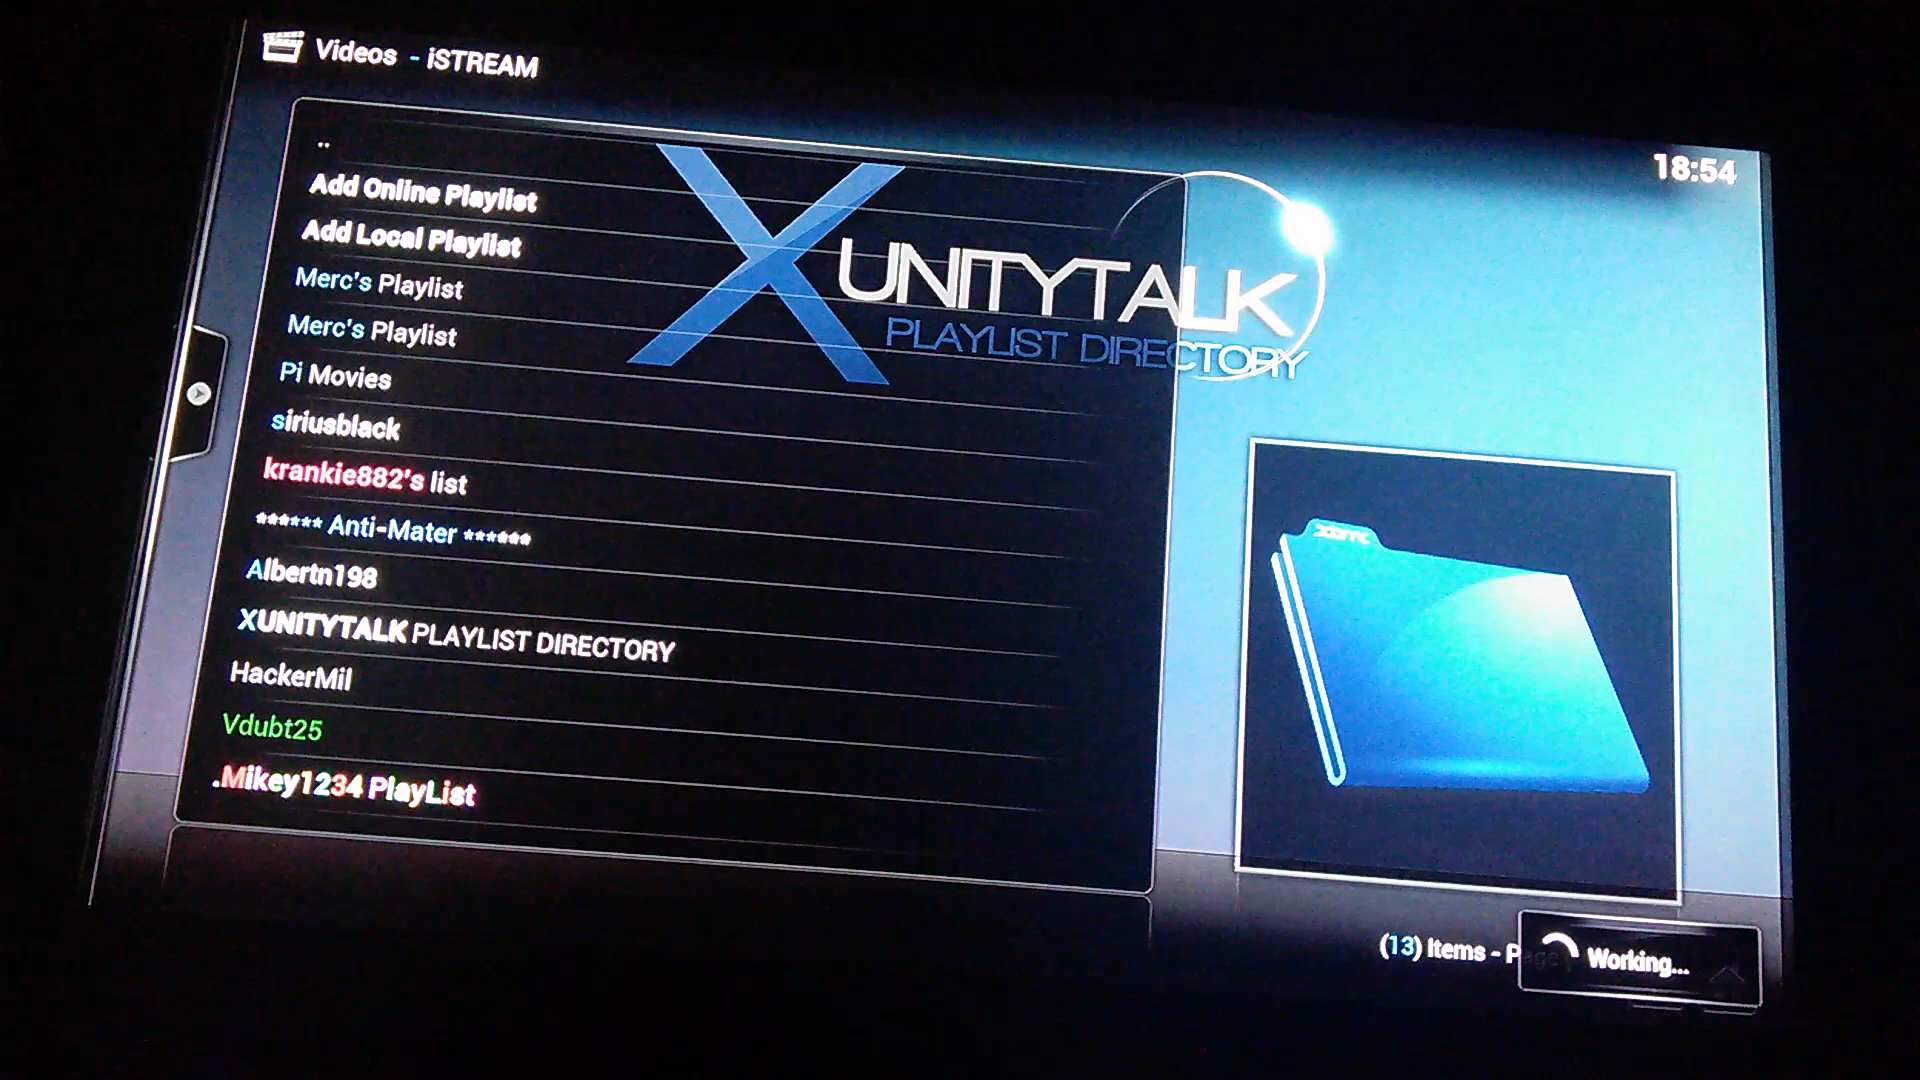 Videos - iSTREAM
18:54
..
Add Online Playlist
Add Local Playlist
Merc's Playlist
Merc's Playlist
Pi Movies
siriusblack
krankie882's list
****** Anti-Mater ******
Albertn198
XUNITYTALK PLAYLIST DIRECTORY
HackerMil
Vdubt25
.Mikey1234 PlayList
XUNITYTALK
PLAYLIST DIRECTORY
xbmc
(13) Items - Page
Working...